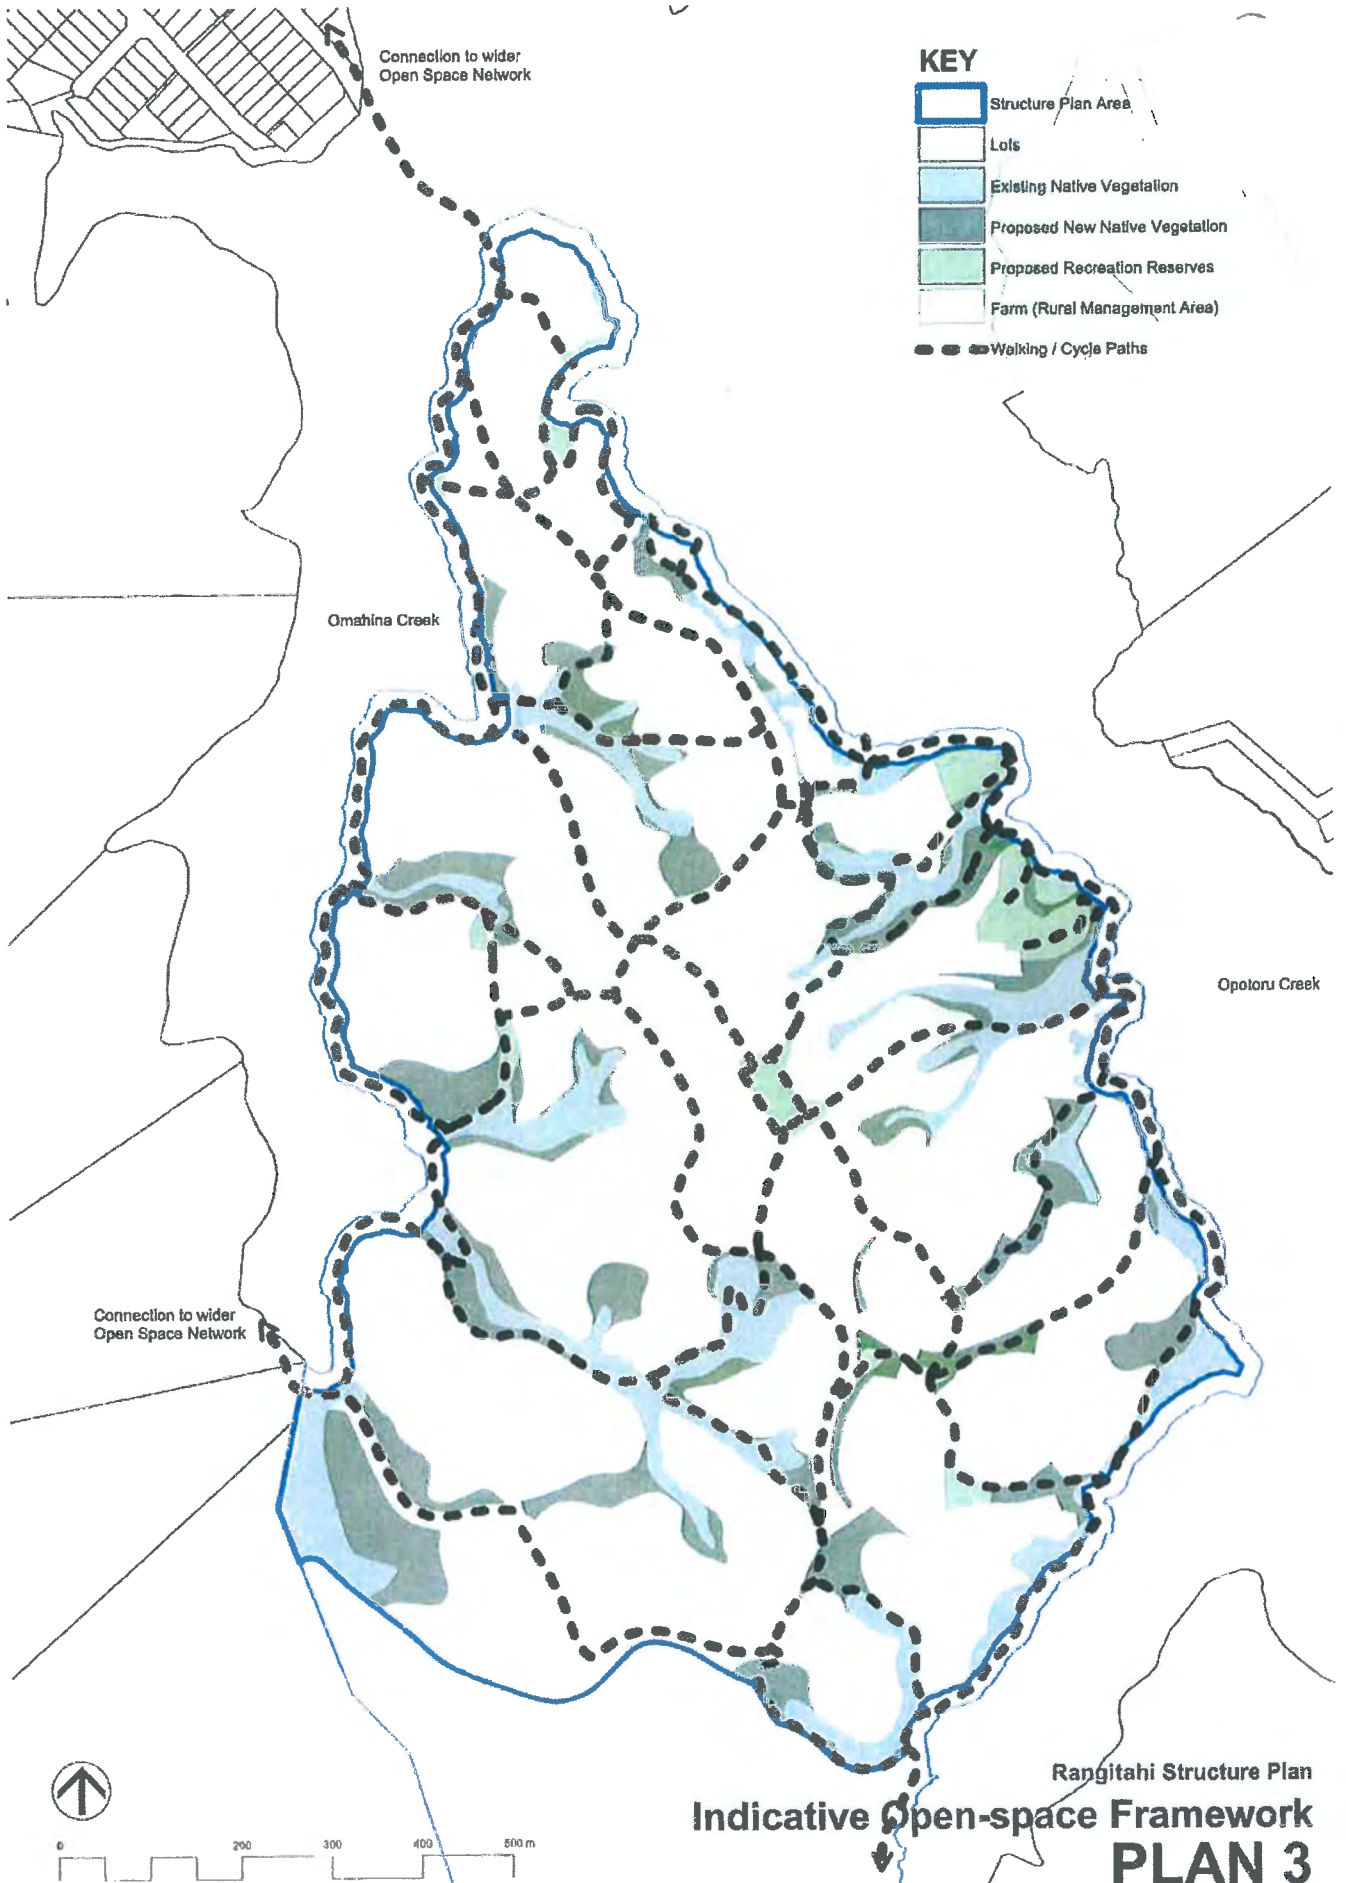 Connection to wider
Open Space Network
KEY
Structure Plan Area
Lots
Existing Native Vegetation
Proposed New Native Vegetation
Proposed Recreation Reserves
Farm (Rural Management Area)
Walking / Cycle Paths
Omahina Creek
Opotoru Creek
Connection to wider
Open Space Network
Rangitahi Structure Plan
Indicative Open-space Framework
PLAN 3
0 200 300 400 500 m